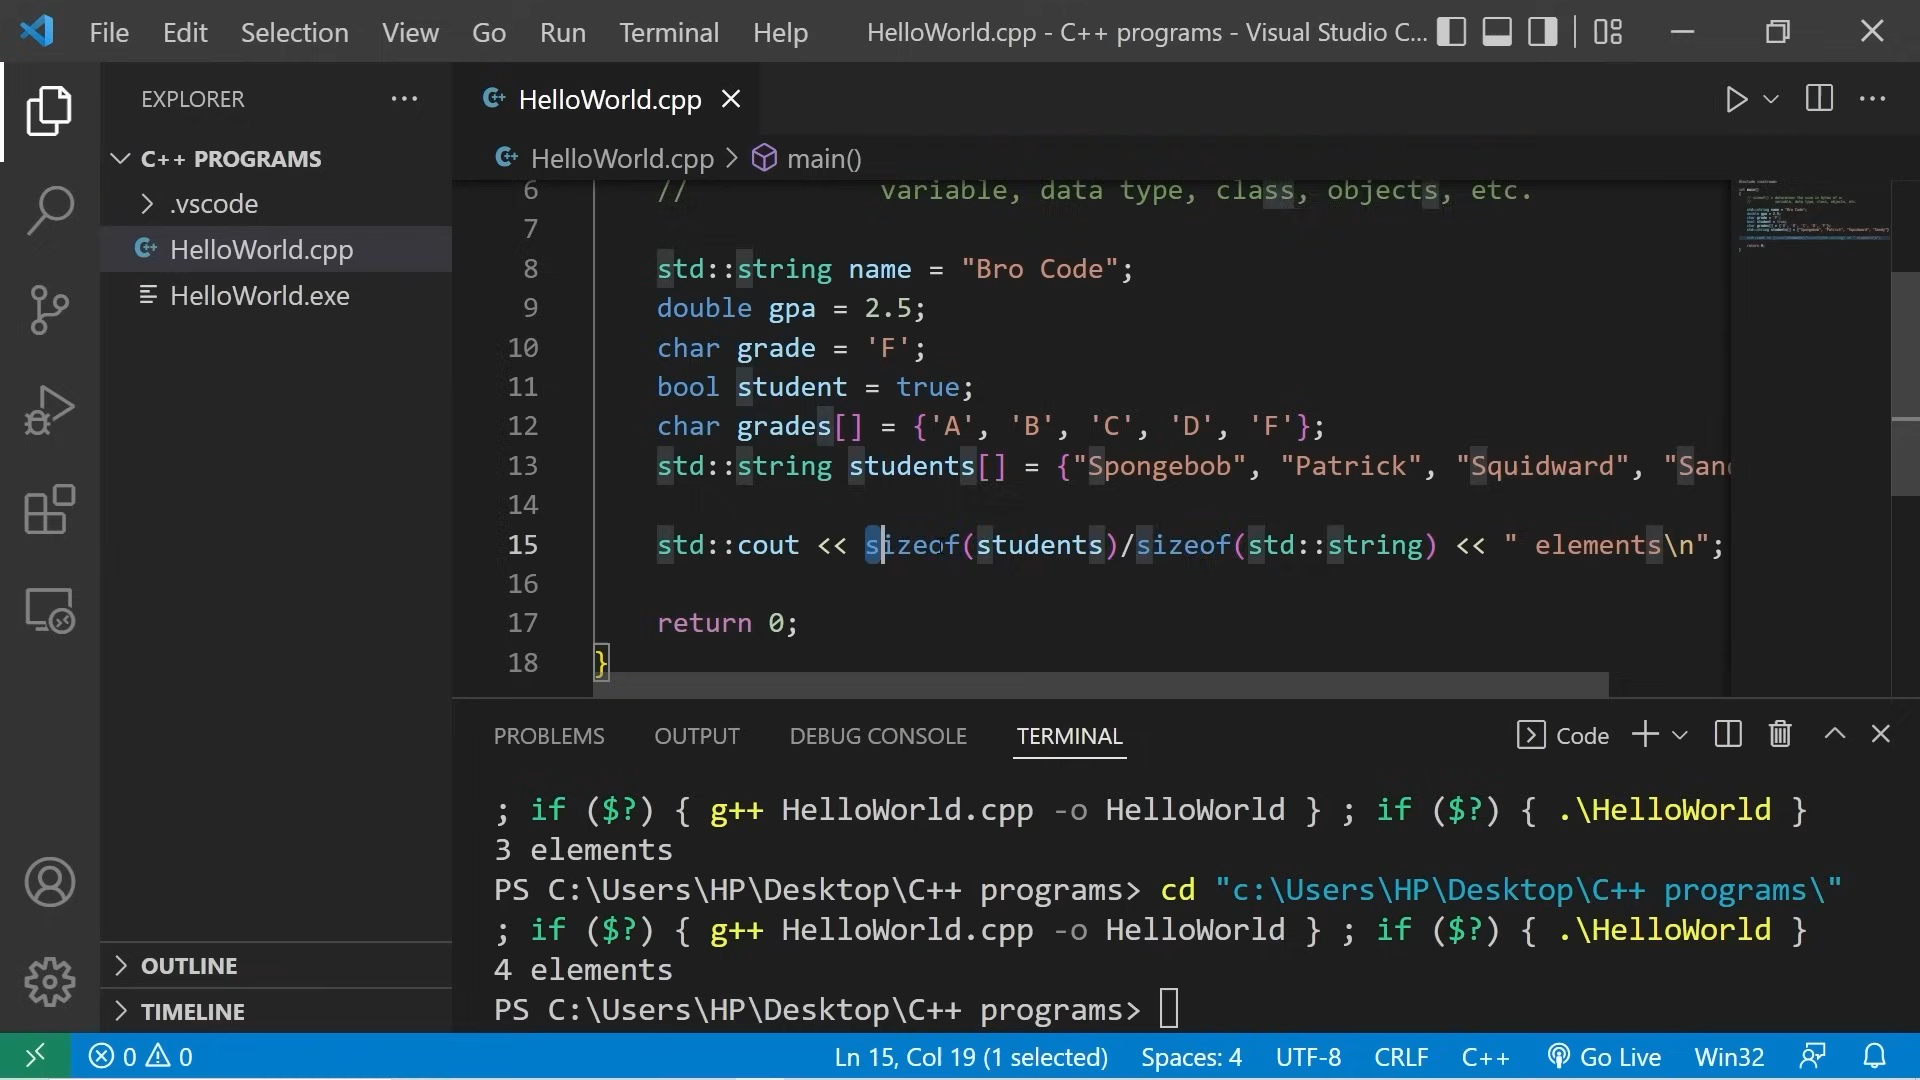 File Edit Selection View Go Run Terminal Help HelloWorld.cpp - C++ programs - Visual Studio C...
EXPLORER
HelloWorld.cpp
C++ PROGRAMS
HelloWorld.cpp > main()
.vscode
HelloWorld.cpp
HelloWorld.exe
6 // variable, data type, class, objects, etc.
7
8 std::string name = "Bro Code";
9 double gpa = 2.5;
10 char grade = 'F';
11 bool student = true;
12 char grades[] = {'A', 'B', 'C', 'D', 'F'};
13 std::string students[] = {"Spongebob", "Patrick", "Squidward", "Sand
14
15 std::cout << sizeof(students)/sizeof(std::string) << " elements\n";
16
17 return 0;
18 }
PROBLEMS OUTPUT DEBUG CONSOLE TERMINAL Code
; if ($?) { g++ HelloWorld.cpp -o HelloWorld } ; if ($?) { .\HelloWorld }
3 elements
PS C:\Users\HP\Desktop\C++ programs> cd "c:\Users\HP\Desktop\C++ programs\"
; if ($?) { g++ HelloWorld.cpp -o HelloWorld } ; if ($?) { .\HelloWorld }
4 elements
PS C:\Users\HP\Desktop\C++ programs>
OUTLINE
TIMELINE
0 0 Ln 15, Col 19 (1 selected) Spaces: 4 UTF-8 CRLF C++ Go Live Win32